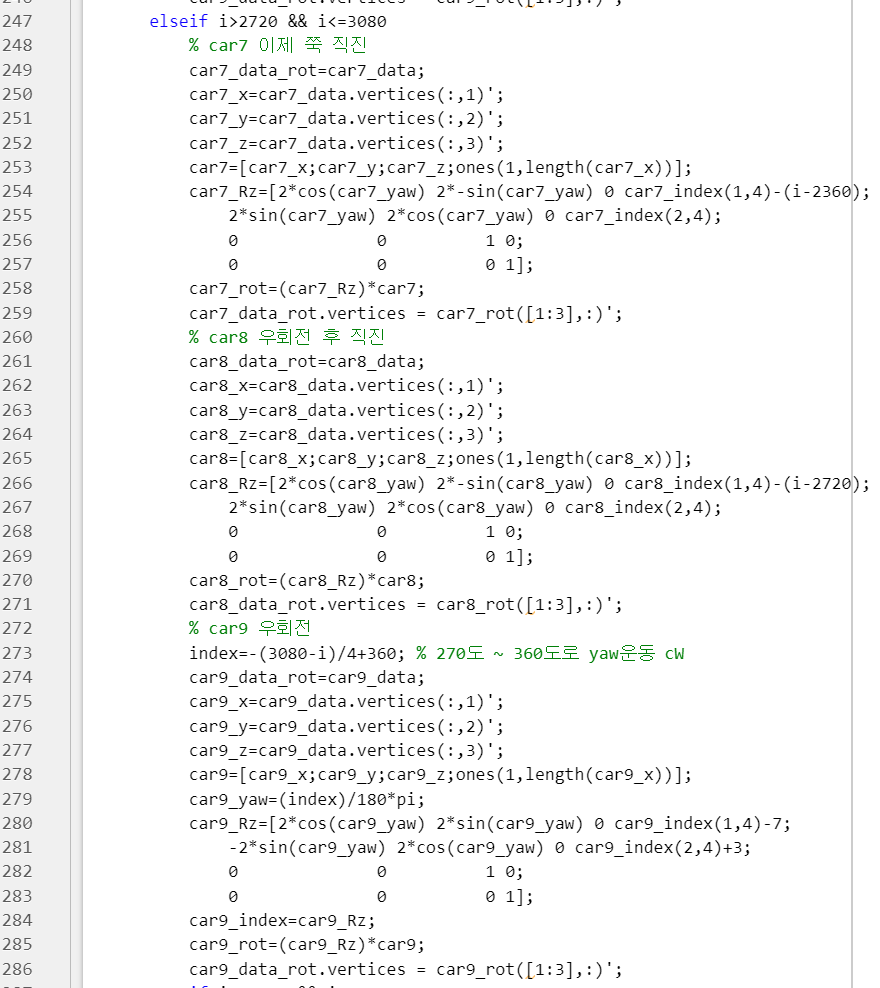 247 elseif i>2720 && i<=3080
248 % car7 이제 쭉 직진
249 car7_data_rot=car7_data;
250 car7_x=car7_data.vertices(:,1)';
251 car7_y=car7_data.vertices(:,2)';
252 car7_z=car7_data.vertices(:,3)';
253 car7=[car7_x;car7_y;car7_z;ones(1,length(car7_x))];
254 car7_Rz=[2*cos(car7_yaw) 2*-sin(car7_yaw) 0 car7_index(1,4)-(i-2360);
255 2*sin(car7_yaw) 2*cos(car7_yaw) 0 car7_index(2,4);
256 0 0 1 0;
257 0 0 0 1];
258 car7_rot=(car7_Rz)*car7;
259 car7_data_rot.vertices = car7_rot([1:3],:)';
260 % car8 우회전 후 직진
261 car8_data_rot=car8_data;
262 car8_x=car8_data.vertices(:,1)';
263 car8_y=car8_data.vertices(:,2)';
264 car8_z=car8_data.vertices(:,3)';
265 car8=[car8_x;car8_y;car8_z;ones(1,length(car8_x))];
266 car8_Rz=[2*cos(car8_yaw) 2*-sin(car8_yaw) 0 car8_index(1,4)-(i-2720);
267 2*sin(car8_yaw) 2*cos(car8_yaw) 0 car8_index(2,4);
268 0 0 1 0;
269 0 0 0 1];
270 car8_rot=(car8_Rz)*car8;
271 car8_data_rot.vertices = car8_rot([1:3],:)';
272 % car9 우회전
273 index=-(3080-i)/4+360; % 270도 ~ 360도로 yaw운동 cW
274 car9_data_rot=car9_data;
275 car9_x=car9_data.vertices(:,1)';
276 car9_y=car9_data.vertices(:,2)';
277 car9_z=car9_data.vertices(:,3)';
278 car9=[car9_x;car9_y;car9_z;ones(1,length(car9_x))];
279 car9_yaw=(index)/180*pi;
280 car9_Rz=[2*cos(car9_yaw) 2*sin(car9_yaw) 0 car9_index(1,4)-7;
281 -2*sin(car9_yaw) 2*cos(car9_yaw) 0 car9_index(2,4)+3;
282 0 0 1 0;
283 0 0 0 1];
284 car9_index=car9_Rz;
285 car9_rot=(car9_Rz)*car9;
286 car9_data_rot.vertices = car9_rot([1:3],:)';